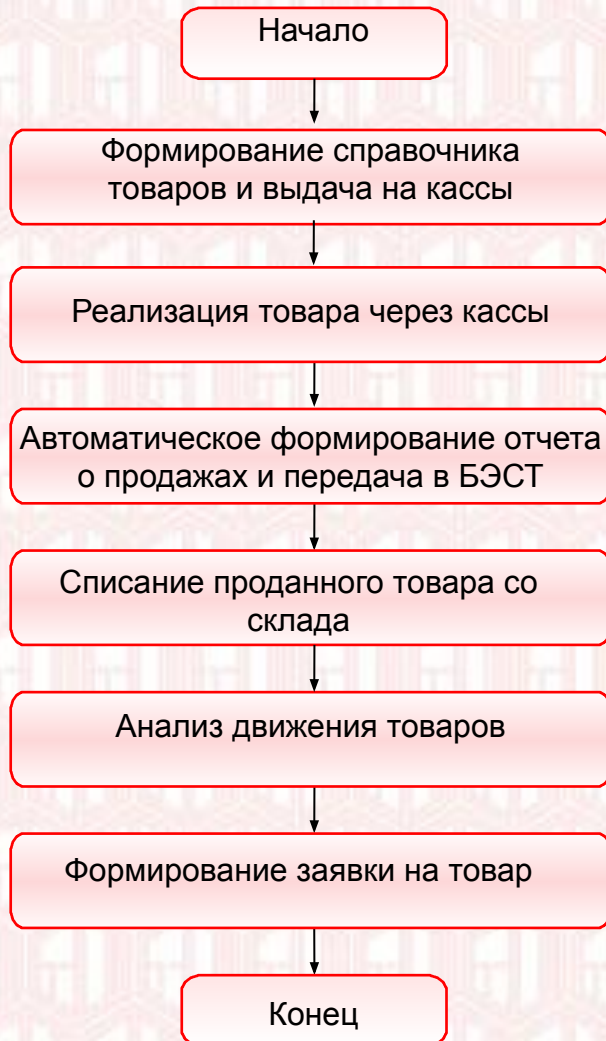 Начало
Формирование справочника
товаров и выдача на кассы
Реализация товара через кассы
Автоматическое формирование отчета
о продажах и передача в БЭСТ
Списание проданного товара со
склада
Анализ движения товаров
Формирование заявки на товар
Конец